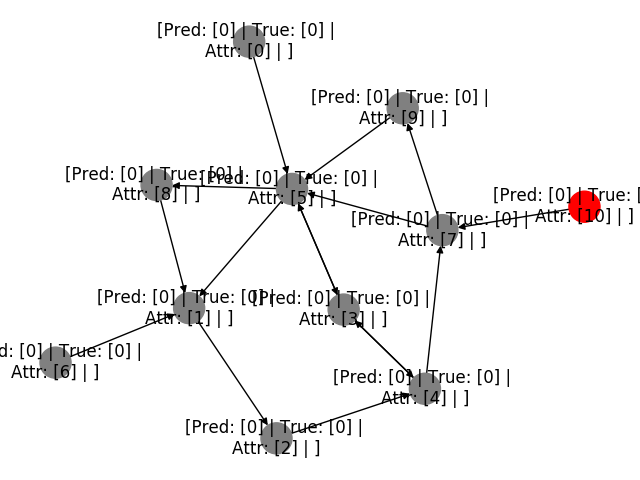 [Pred: [0] | True: [0] |
Attr: [0] | ]
[Pred: [0] | True: [0] |
Attr: [9] | ]
[Pred: [0] | True: [0] |
Attr: [8] | ]
[Pred: [0] | True: [0] |
Attr: [5] | ]
[Pred: [0] | True: |
Attr: [10] | ]
[Pred: [0] | True: [0] |
Attr: [7] | ]
[Pred: [0] | True: [0] |
Attr: [1] | ]
[Pred: [0] | True: [0] |
Attr: [3] | ]
d: [0] | True: [0] |
Attr: [6] | ]
[Pred: [0] | True: [0] |
Attr: [4] | ]
[Pred: [0] | True: [0] |
Attr: [2] | ]